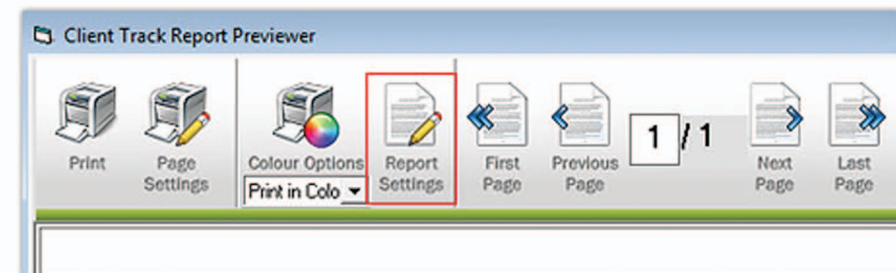 Client Track Report Previewer
Print
Page
Settings
Colour Options
Print in Colo
Report
Settings
First
Page
Previous
Page
1 / 1
Next
Page
Last
Page